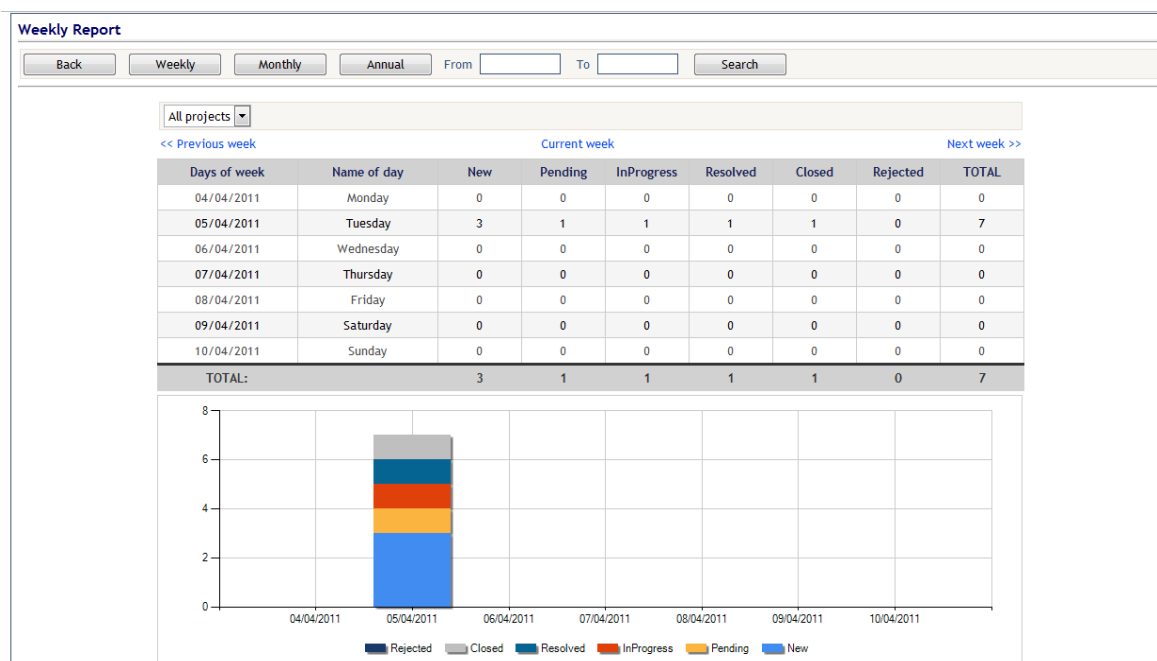 Weekly Report
Back Weekly Monthly Annual From To Search
All projects
<< Previous week Current week Next week >>
Days of week Name of day New Pending InProgress Resolved Closed Rejected TOTAL
04/04/2011 Monday 0 0 0 0 0 0 0
05/04/2011 Tuesday 3 1 1 1 1 0 7
06/04/2011 Wednesday 0 0 0 0 0 0 0
07/04/2011 Thursday 0 0 0 0 0 0 0
08/04/2011 Friday 0 0 0 0 0 0 0
09/04/2011 Saturday 0 0 0 0 0 0 0
10/04/2011 Sunday 0 0 0 0 0 0 0
TOTAL: 3 1 1 1 1 0 7
8
6
4
2
0
04/04/2011 05/04/2011 06/04/2011 07/04/2011 08/04/2011 09/04/2011 10/04/2011
Rejected Closed Resolved InProgress Pending New